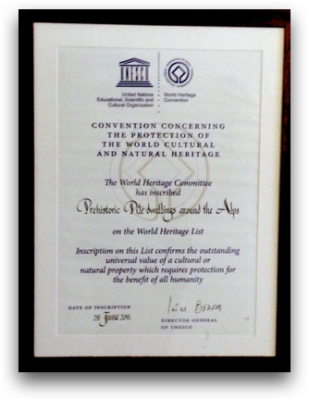 UNESCO
United Nations
Educational, Scientific and
Cultural Organization
World Heritage
Convention
CONVENTION CONCERNING
THE PROTECTION OF
THE WORLD CULTURAL
AND NATURAL HERITAGE
The World Heritage Committee
has inscribed
Prehistoric Pile dwellings around the Alps
on the World Heritage List
Inscription on this List confirms the outstanding
universal value of a cultural or
natural property which requires protection for
the benefit of all humanity
DATE OF INSCRIPTION
28
DIRECTOR-GENERAL
OF UNESCO